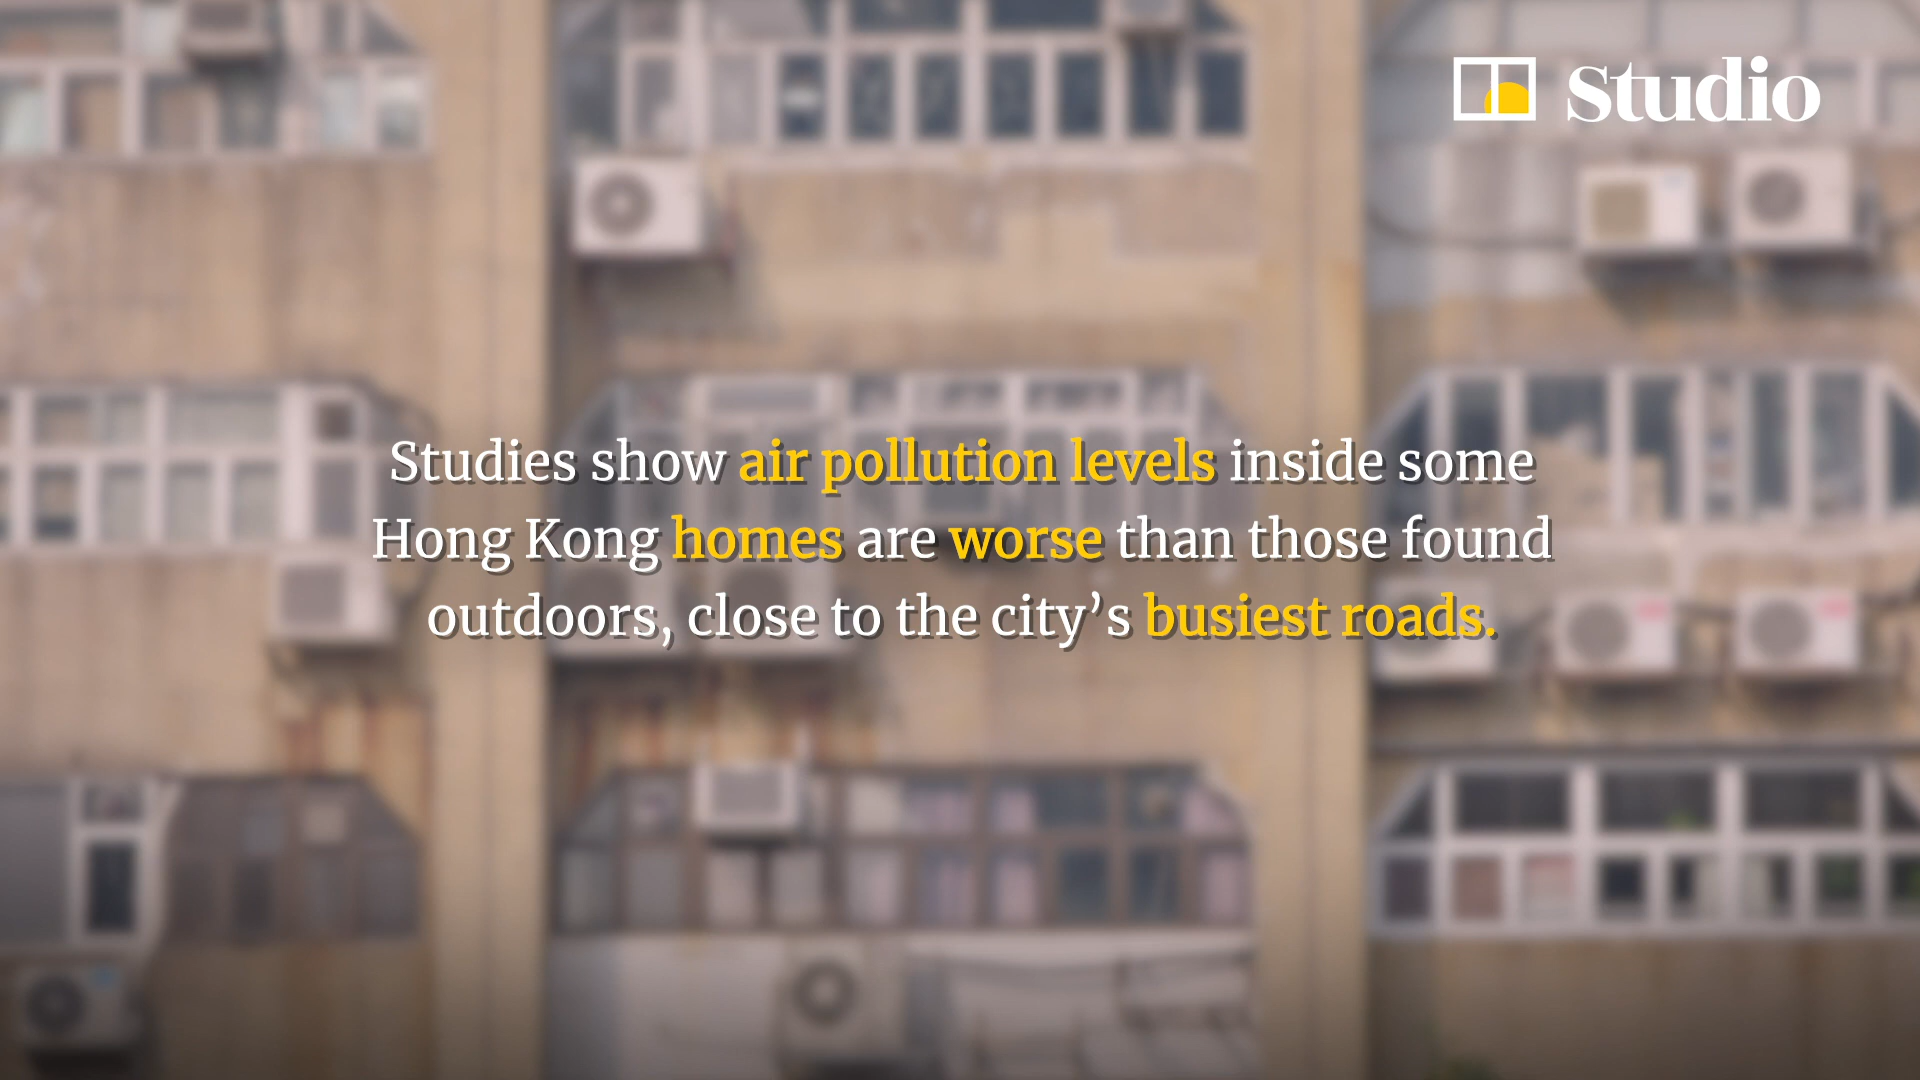 Studio
Studies show air pollution levels inside some
Hong Kong homes are worse than those found
outdoors, close to the city’s busiest roads.